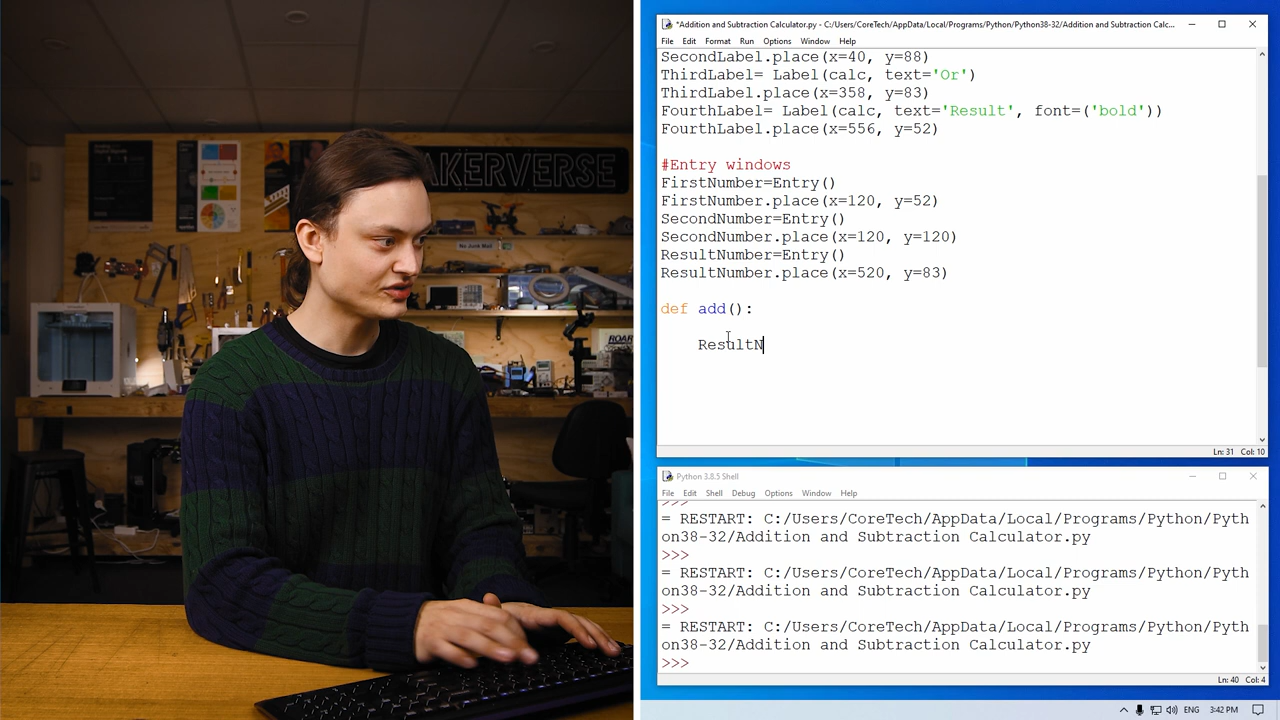 *Addition and Subtraction Calculator.py - C:/Users/CoreTech/AppData/Local/Programs/Python/Python38-32/Addition and Subtraction Calc...
File Edit Format Run Options Window Help
SecondLabel.place(x=40, y=88)
ThirdLabel= Label(calc, text='Or')
ThirdLabel.place(x=358, y=83)
FourthLabel= Label(calc, text='Result', font=('bold'))
FourthLabel.place(x=556, y=52)
#Entry windows
FirstNumber=Entry()
FirstNumber.place(x=120, y=52)
SecondNumber=Entry()
SecondNumber.place(x=120, y=120)
ResultNumber=Entry()
ResultNumber.place(x=520, y=83)
def add():
ResultN
Ln: 31 Col: 10
Python 3.8.5 Shell
File Edit Shell Debug Options Window Help
>>>
= RESTART: C:/Users/CoreTech/AppData/Local/Programs/Python/Pyth
on38-32/Addition and Subtraction Calculator.py
>>>
= RESTART: C:/Users/CoreTech/AppData/Local/Programs/Python/Pyth
on38-32/Addition and Subtraction Calculator.py
>>>
= RESTART: C:/Users/CoreTech/AppData/Local/Programs/Python/Pyth
on38-32/Addition and Subtraction Calculator.py
>>>
Ln: 40 Col: 4
ENG 3:42 PM
AKERVERSE
No Junk Mail
ROAR